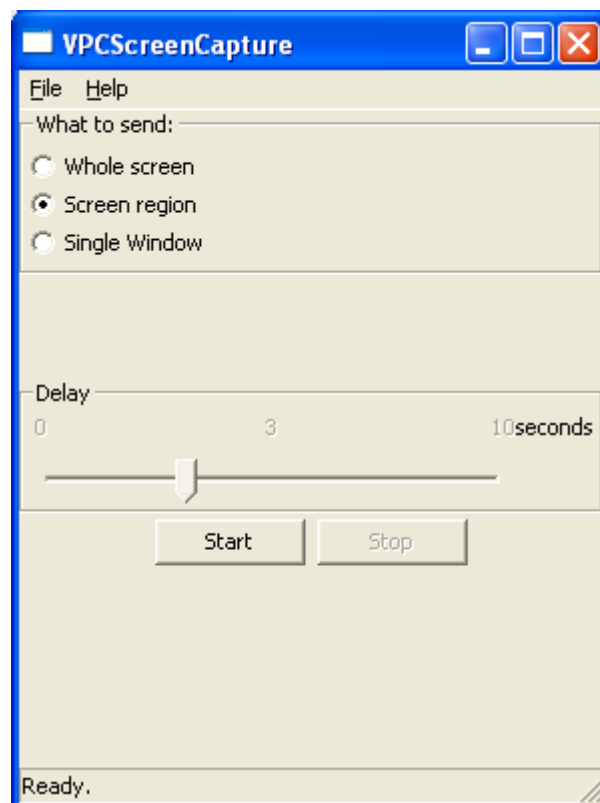 VPCScreenCapture
File Help
What to send:
Whole screen
Screen region
Single Window
Delay
0 3 10seconds
Start Stop
Ready.